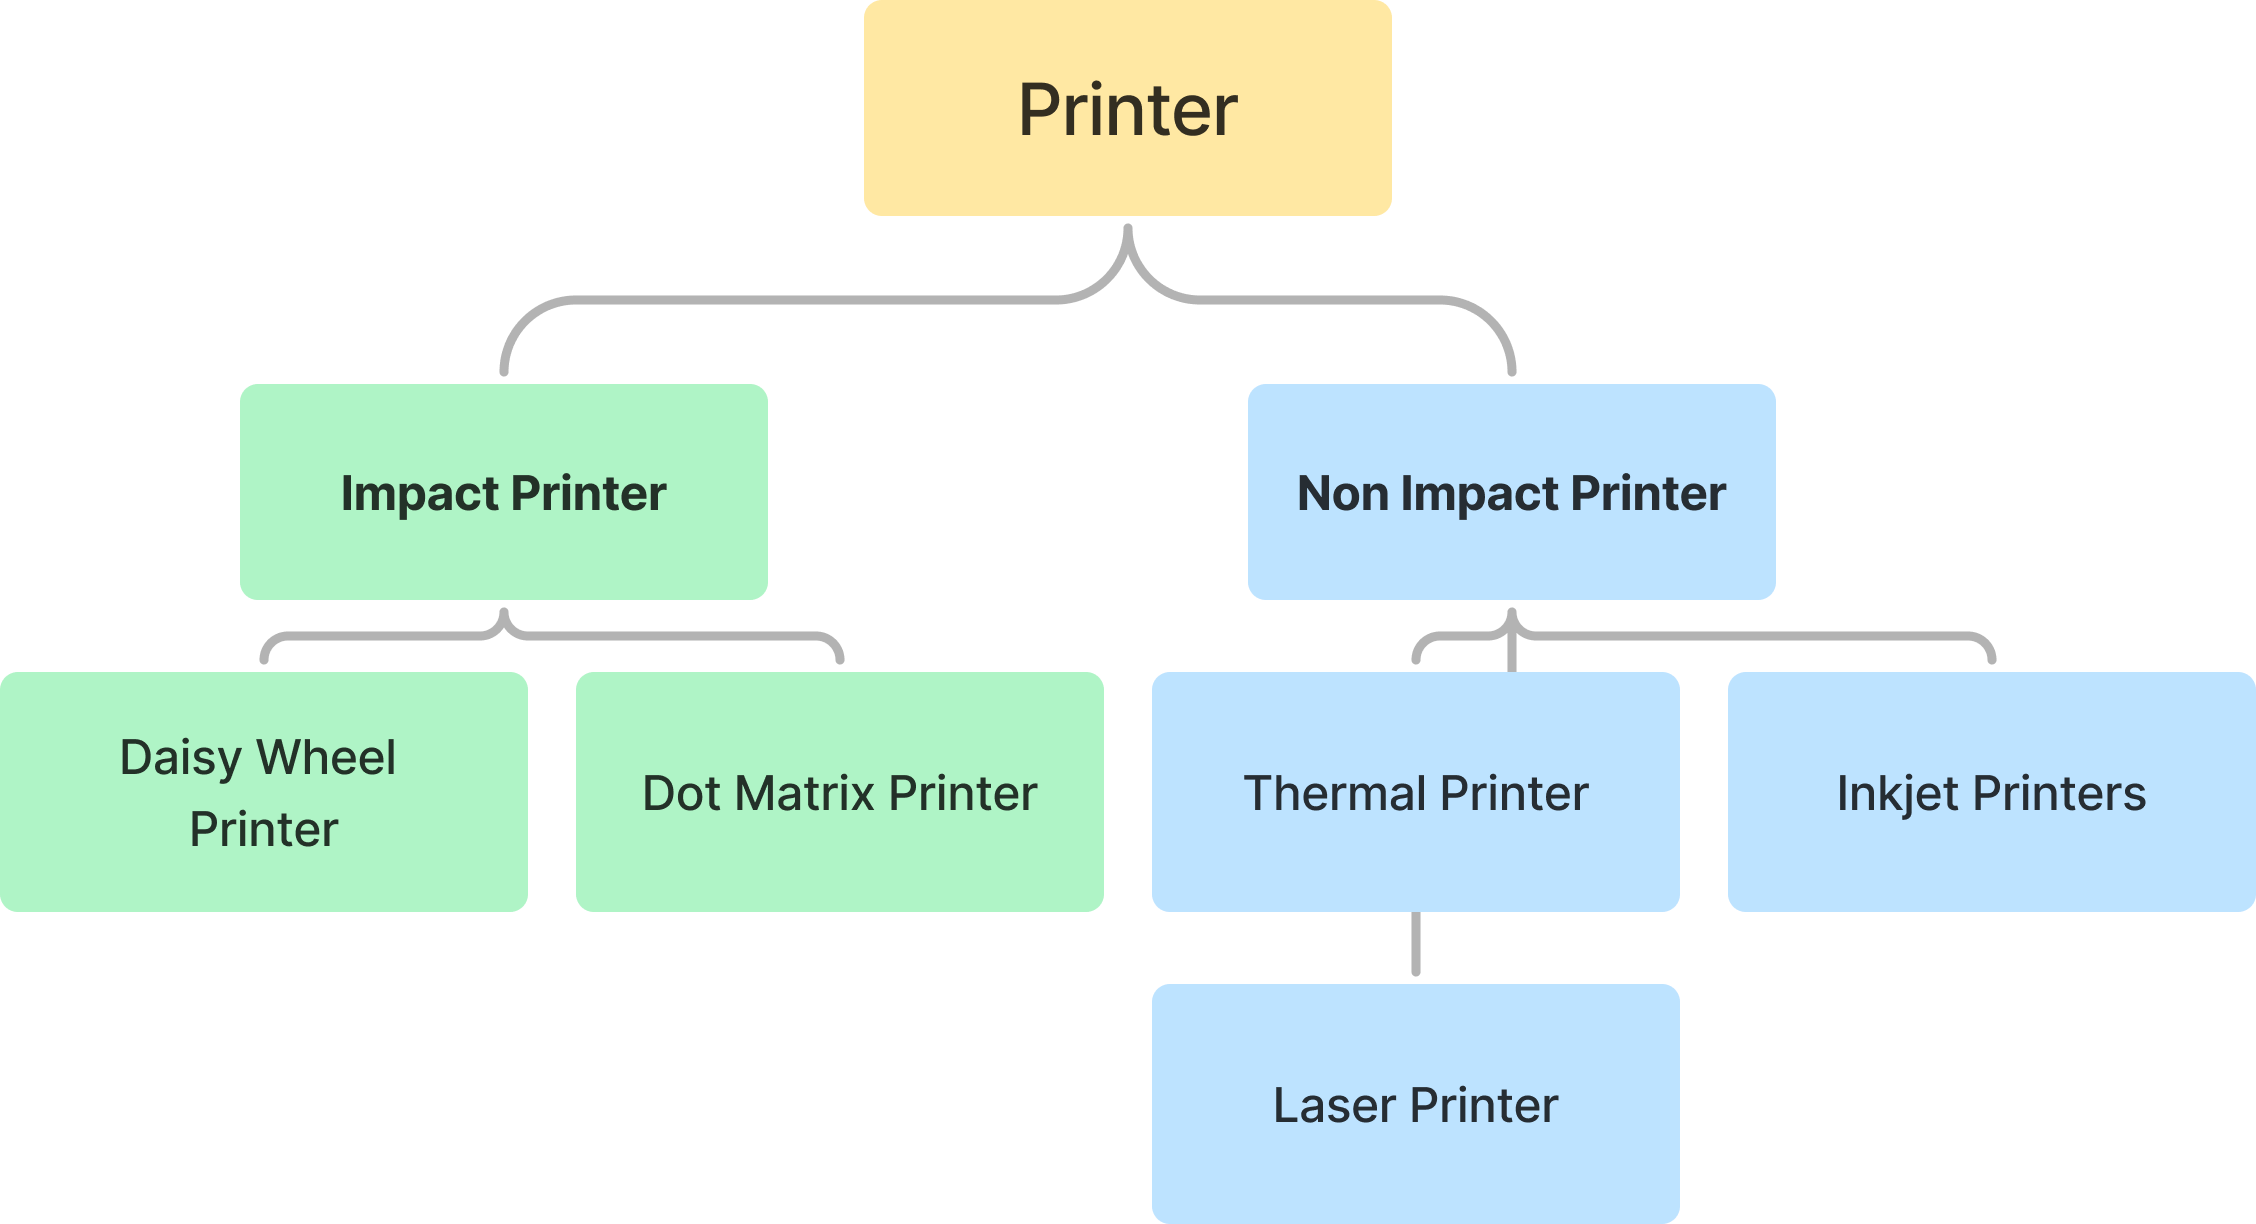 Printer
Impact Printer
Non Impact Printer
Daisy Wheel
Printer
Dot Matrix Printer
Thermal Printer
Inkjet Printers
Laser Printer